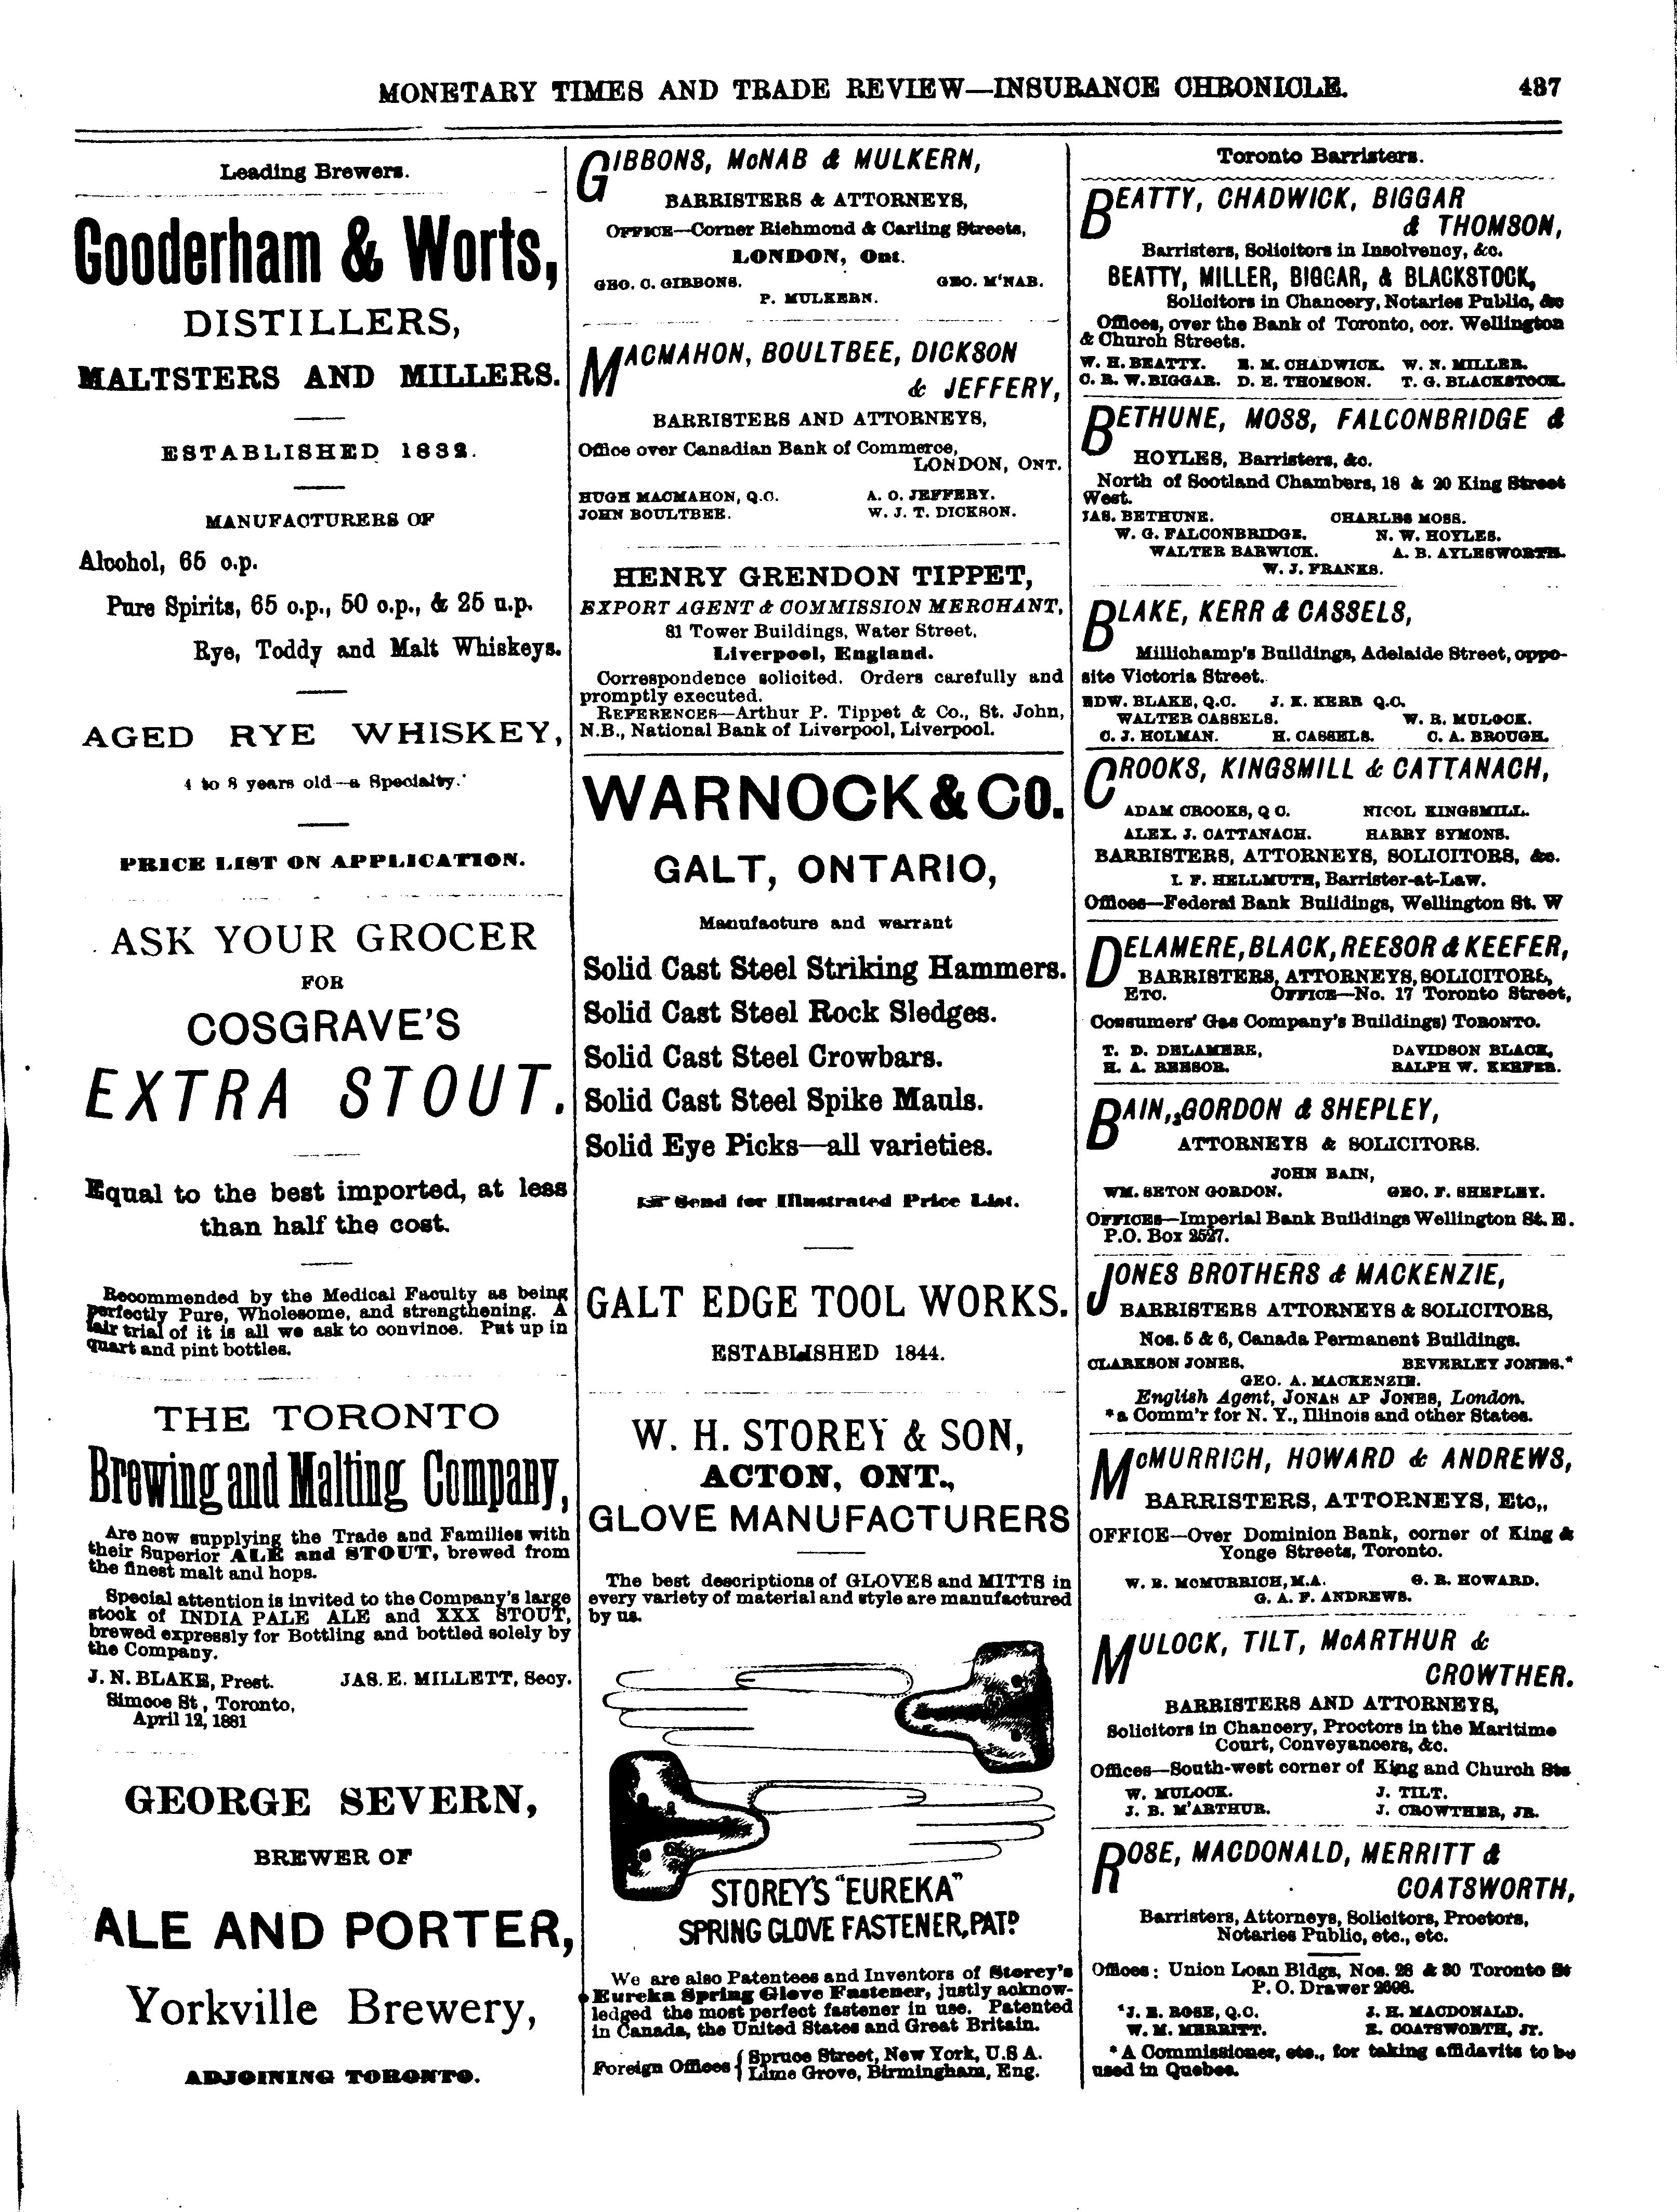 MONETARY TIMES AND TRADE REVIEW—INSURANCE CHRONICLE. 487
Leading Brewers.
Gooderham & Worts,
DISTILLERS,
MALTSTERS AND MILLERS.
ESTABLISHED 1832.
MANUFACTURERS OF
Alcohol, 65 o.p.
Pure Spirits, 65 o.p., 50 o.p., & 25 u.p.
Rye, Toddy and Malt Whiskeys.
AGED RYE WHISKEY,
4 to 8 years old—a Specialty.
PRICE LIST ON APPLICATION.
ASK YOUR GROCER
FOR
COSGRAVE'S
EXTRA STOUT.
Equal to the best imported, at less
than half the cost.
Recommended by the Medical Faculty as being
perfectly Pure, Wholesome, and strengthening. A
fair trial of it is all we ask to convince. Put up in
quart and pint bottles.
THE TORONTO
Brewing and Malting Company,
Are now supplying the Trade and Families with
their Superior ALE and STOUT, brewed from
the finest malt and hops.
Special attention is invited to the Company's large
stock of INDIA PALE ALE and XXX STOUT,
brewed expressly for Bottling and bottled solely by
the Company.
J. N. BLAKE, Prest. JAS. E. MILLETT, Secy.
Simcoe St, Toronto,
April 12, 1881
GEORGE SEVERN,
BREWER OF
ALE AND PORTER,
Yorkville Brewery,
ADJOINING TORONTO.
GIBBONS, McNAB & MULKERN,
BARRISTERS & ATTORNEYS,
OFFICE—Corner Richmond & Carling Streets,
LONDON, Ont.
GEO. C. GIBBONS. GEO. M'NAB.
P. MULKERN.
MACMAHON, BOULTBEE, DICKSON
& JEFFERY,
BARRISTERS AND ATTORNEYS,
Office over Canadian Bank of Commerce,
LONDON, ONT.
HUGH MACMAHON, Q.C. A. O. JEFFERY.
JOHN BOULTBEE. W. J. T. DICKSON.
HENRY GRENDON TIPPET,
EXPORT AGENT & COMMISSION MERCHANT,
81 Tower Buildings, Water Street,
Liverpool, England.
Correspondence solicited. Orders carefully and
promptly executed.
REFERENCES—Arthur P. Tippet & Co., St. John,
N.B., National Bank of Liverpool, Liverpool.
WARNOCK & CO.
GALT, ONTARIO,
Manufacture and warrant
Solid Cast Steel Striking Hammers.
Solid Cast Steel Rock Sledges.
Solid Cast Steel Crowbars.
Solid Cast Steel Spike Mauls.
Solid Eye Picks—all varieties.
☞ Send for Illustrated Price List.
GALT EDGE TOOL WORKS.
ESTABLISHED 1844.
W. H. STOREY & SON,
ACTON, ONT.,
GLOVE MANUFACTURERS
The best descriptions of GLOVES and MITTS in
every variety of material and style are manufactured
by us.
STOREY'S "EUREKA"
SPRING GLOVE FASTENER, PATD
We are also Patentees and Inventors of Storey's
Eureka Spring Glove Fastener, justly acknow-
ledged the most perfect fastener in use. Patented
in Canada, the United States and Great Britain.
Foreign Offices { Spruce Street, New York, U.S A.
Lime Grove, Birmingham, Eng.
Toronto Barristers.
BEATTY, CHADWICK, BIGGAR
& THOMSON,
Barristers, Solicitors in Insolvency, &c.
BEATTY, MILLER, BIGGAR, & BLACKSTOCK,
Solicitors in Chancery, Notaries Public, &c
Offices, over the Bank of Toronto, cor. Wellington
& Church Streets.
W. H. BEATTY. E. M. CHADWICK. W. N. MILLER.
C. R. W. BIGGAR. D. E. THOMSON. T. G. BLACKSTOCK.
BETHUNE, MOSS, FALCONBRIDGE &
HOYLES, Barristers, &c.
North of Scotland Chambers, 18 & 20 King Street
West.
JAS. BETHUNE. CHARLES MOSS.
W. G. FALCONBRIDGE. N. W. HOYLES.
WALTER BARWICK. A. B. AYLESWORTH.
W. J. FRANKS.
BLAKE, KERR & CASSELS,
Millichamp's Buildings, Adelaide Street, oppo-
site Victoria Street.
EDW. BLAKE, Q.C. J. K. KERR Q.C.
WALTER CASSELS. W. R. MULOCK.
C. J. HOLMAN. H. CASSELS. C. A. BROUGH.
CROOKS, KINGSMILL & CATTANACH,
ADAM CROOKS, Q C. NICOL KINGSMILL.
ALEX. J. CATTANACH. HARRY SYMONS.
BARRISTERS, ATTORNEYS, SOLICITORS, &c.
I. F. HELLMUTH, Barrister-at-Law.
Offices—Federal Bank Buildings, Wellington St. W
DELAMERE, BLACK, REESOR & KEEFER,
BARRISTERS, ATTORNEYS, SOLICITORS,
ETC. OFFICE—No. 17 Toronto Street,
Consumers' Gas Company's Buildings) TORONTO.
T. D. DELAMERE, DAVIDSON BLACK,
H. A. REESOR. RALPH W. KEEFER.
BAIN, GORDON & SHEPLEY,
ATTORNEYS & SOLICITORS.
JOHN BAIN,
WM. SETON GORDON. GEO. F. SHEPLEY.
OFFICES—Imperial Bank Buildings Wellington St. E.
P.O. Box 2527.
JONES BROTHERS & MACKENZIE,
BARRISTERS ATTORNEYS & SOLICITORS,
Nos. 5 & 6, Canada Permanent Buildings.
CLARKSON JONES. BEVERLEY JONES.*
GEO. A. MACKENZIE.
English Agent, JONAS AP JONES, London.
*a Comm'r for N. Y., Illinois and other States.
McMURRICH, HOWARD & ANDREWS,
BARRISTERS, ATTORNEYS, Etc,,
OFFICE—Over Dominion Bank, corner of King &
Yonge Streets, Toronto.
W. B. MCMURRICH, M.A. G. R. HOWARD.
G. A. F. ANDREWS.
MULOCK, TILT, McARTHUR &
CROWTHER.
BARRISTERS AND ATTORNEYS,
Solicitors in Chancery, Proctors in the Maritime
Court, Conveyancers, &c.
Offices—South-west corner of King and Church Sts
W. MULOCK. J. TILT.
J. B. M'ARTHUR. J. CROWTHER, JR.
ROSE, MACDONALD, MERRITT &
COATSWORTH,
Barristers, Attorneys, Solicitors, Proctors,
Notaries Public, etc., etc.
Offices: Union Loan Bldgs, Nos. 28 & 30 Toronto St
P. O. Drawer 2698.
*J. E. ROSE, Q.C. J. H. MACDONALD.
W. M. MERRITT. E. COATSWORTH, Jr.
* A Commissioner, etc., for taking affidavits to be
used in Quebec.